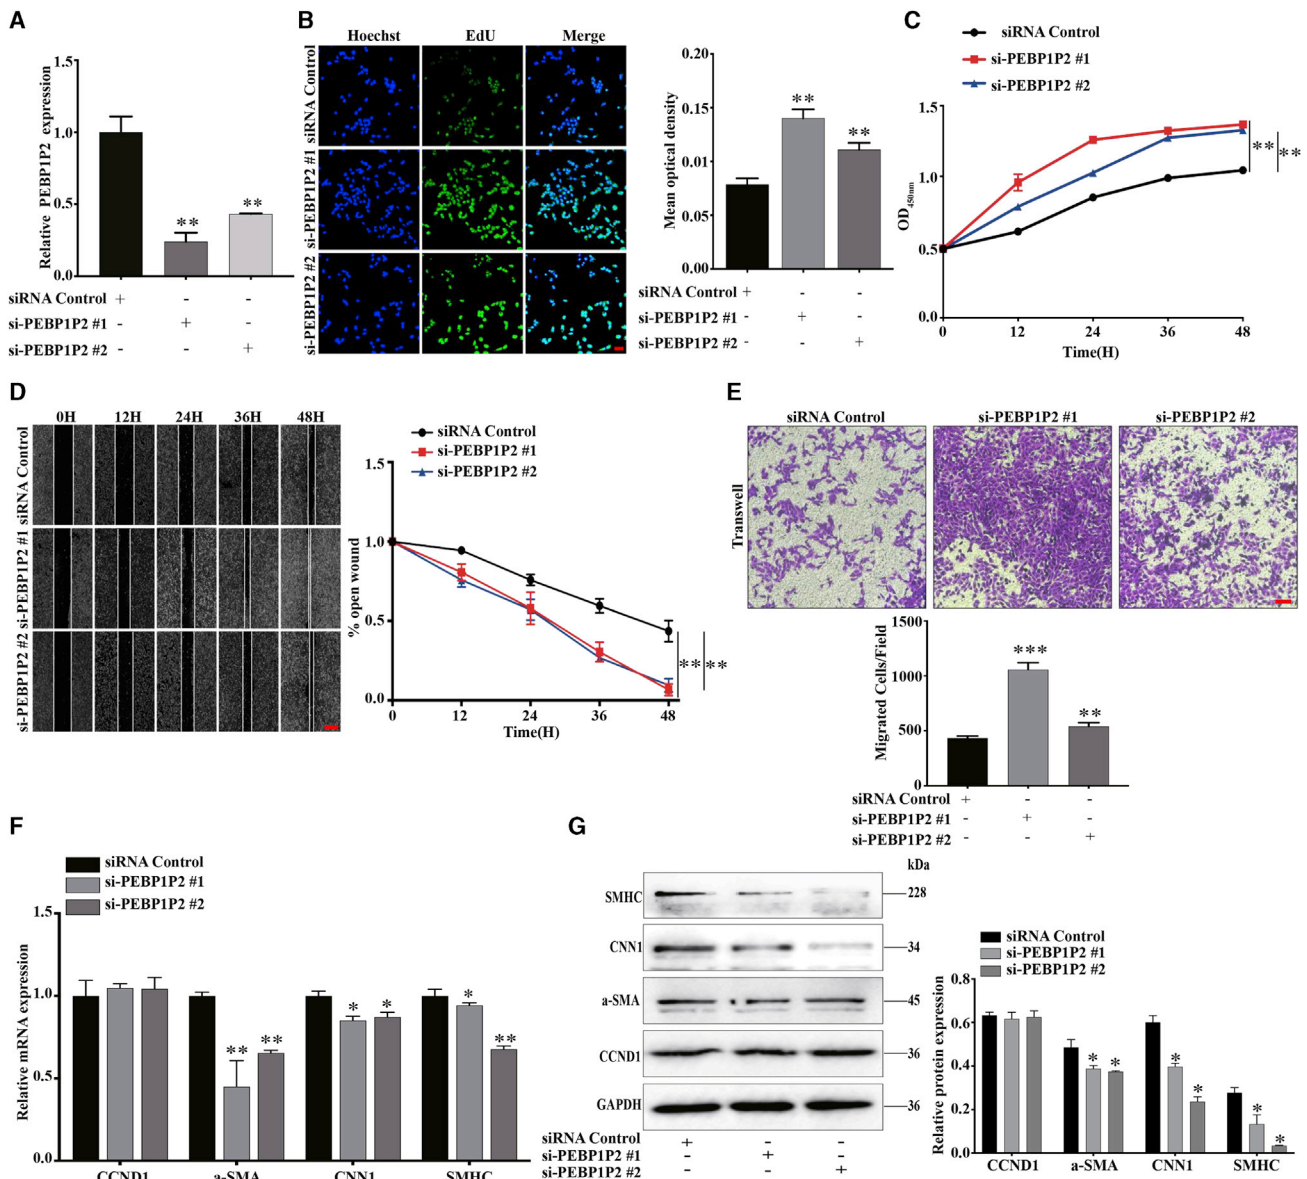 A
Relative PEBP1P2 expression
1.5
1.0
0.5
0.0
** **
siRNA Control + - -
si-PEBP1P2 #1 - + -
si-PEBP1P2 #2 - - +
B
Hoechst EdU Merge
siRNA Control
si-PEBP1P2 #1
si-PEBP1P2 #2
Mean optical density
0.20
0.15
0.01
0.05
0.00
** **
siRNA Control + - -
si-PEBP1P2 #1 - + -
si-PEBP1P2 #2 - - +
C
siRNA Control
si-PEBP1P2 #1
si-PEBP1P2 #2
OD450nm
1.5
1.0
0.5
0.0
0 12 24 36 48
Time(H)
** **
D
0H 12H 24H 36H 48H
siRNA Control
si-PEBP1P2 #1
si-PEBP1P2 #2
siRNA Control
si-PEBP1P2 #1
si-PEBP1P2 #2
% open wound
1.5
1.0
0.5
0.0
0 12 24 36 48
Time(H)
** **
E
siRNA Control si-PEBP1P2 #1 si-PEBP1P2 #2
Transwell
Migrated Cells/Field
1500
1000
500
0
*** **
siRNA Control + - -
si-PEBP1P2 #1 - + -
si-PEBP1P2 #2 - - +
F
siRNA Control
si-PEBP1P2 #1
si-PEBP1P2 #2
Relative mRNA expression
1.5
1.0
0.5
0.0
** ** * * * **
CCND1 a-SMA CNN1 SMHC
G
kDa
SMHC 228
CNN1 34
a-SMA 45
CCND1 36
GAPDH 36
siRNA Control + - -
si-PEBP1P2 #1 - + -
si-PEBP1P2 #2 - - +
siRNA Control
si-PEBP1P2 #1
si-PEBP1P2 #2
Relative protein expression
0.8
0.6
0.4
0.2
0.0
* * * * * *
CCND1 a-SMA CNN1 SMHC